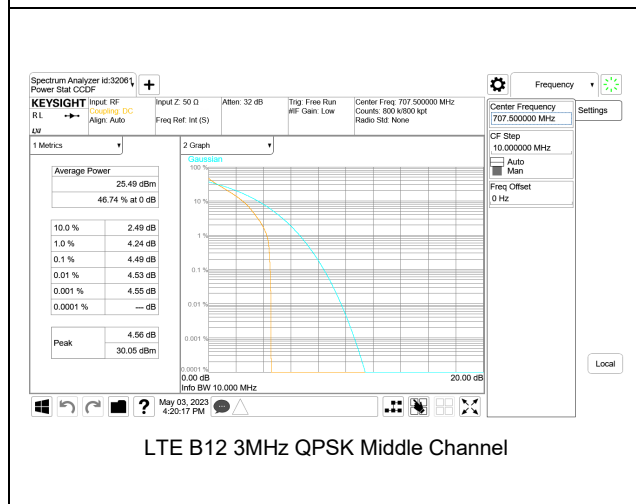 Spectrum Analyzer id:32061
Power Stat CCDF
Frequency
KEYSIGHT
Input: RF
Coupling: DC
Align: Auto
Input Z: 50 Ω
Freq Ref: Int (S)
Atten: 32 dB
Trig: Free Run
#IF Gain: Low
Center Freq: 707.500000 MHz
Counts: 800 k/800 kpt
Radio Std: None
R L
LXI
Center Frequency
707.500000 MHz
Settings
CF Step
10.000000 MHz
Auto
Man
Freq Offset
0 Hz
1 Metrics
Average Power
25.49 dBm
46.74 % at 0 dB
10.0 % 2.49 dB
1.0 % 4.24 dB
0.1 % 4.49 dB
0.01 % 4.53 dB
0.001 % 4.55 dB
0.0001 % --- dB
Peak
4.56 dB
30.05 dBm
2 Graph
Gaussian
100 %
10 %
1 %
0.1 %
0.01 %
0.001 %
0.0001 %
0.00 dB 20.00 dB
Info BW 10.000 MHz
Local
?
May 03, 2023
4:20:17 PM
LTE B12 3MHz QPSK Middle Channel